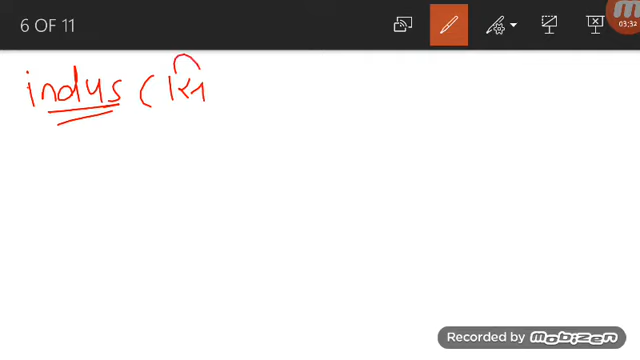 6 OF 11
03:32
indus ( सि
Recorded by mobizen